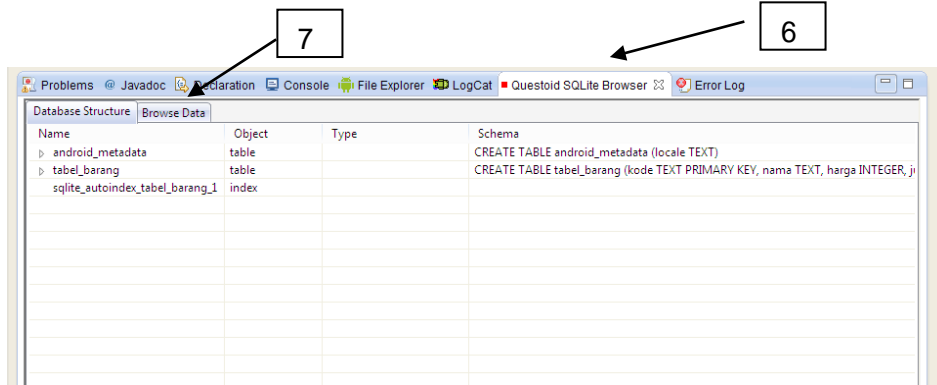 7
6
Problems @ Javadoc Declaration Console File Explorer LogCat Questoid SQLite Browser Error Log
Database Structure Browse Data
Name Object Type Schema
android_metadata table CREATE TABLE android_metadata (locale TEXT)
tabel_barang table CREATE TABLE tabel_barang (kode TEXT PRIMARY KEY, nama TEXT, harga INTEGER,
sqlite_autoindex_tabel_barang_1 index